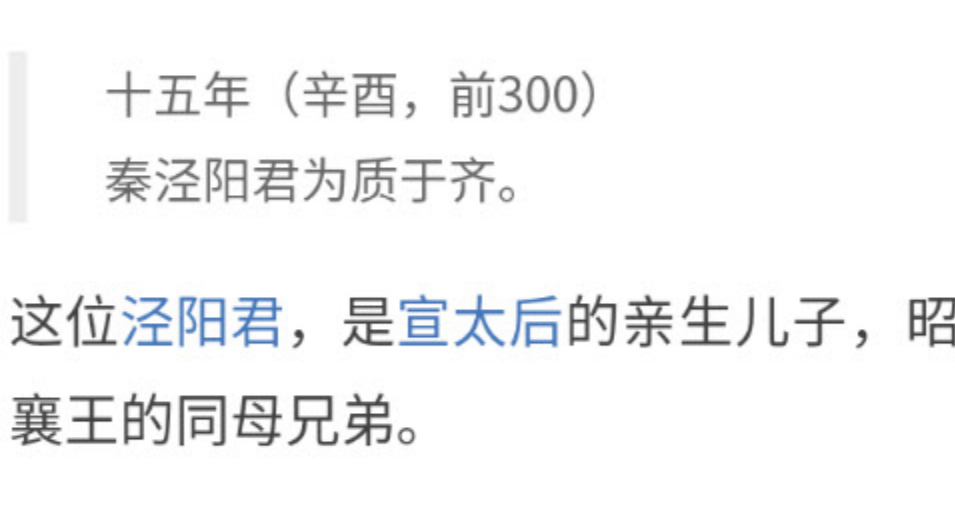 十五年（辛酉，前300）
秦泾阳君为质于齐。
这位泾阳君，是宣太后的亲生儿子，昭
襄王的同母兄弟。